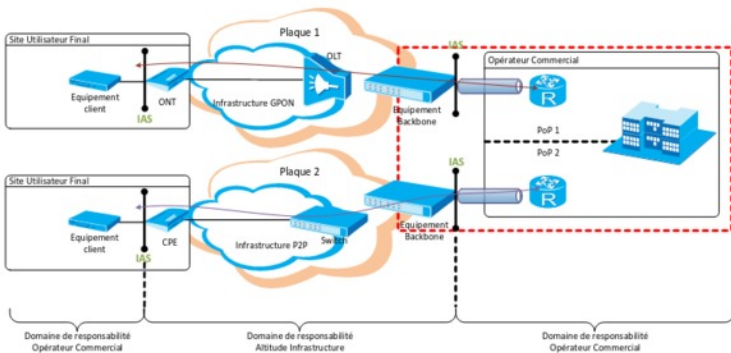 Site Utilisateur Final
Plaque 1
OLT
IAS
Opérateur Commercial
Equipement
client
ONT
IAS
Infrastructure GPON
Equipement
Backbone
R
PoP 1
PoP 2
Site Utilisateur Final
Plaque 2
IAS
Equipement
client
CPE
IAS
Infrastructure P2P
Switch
Equipement
Backbone
R
Domaine de responsabilité
Opérateur Commercial
Domaine de responsabilité
Altitude Infrastructure
Domaine de responsabilité
Opérateur Commercial